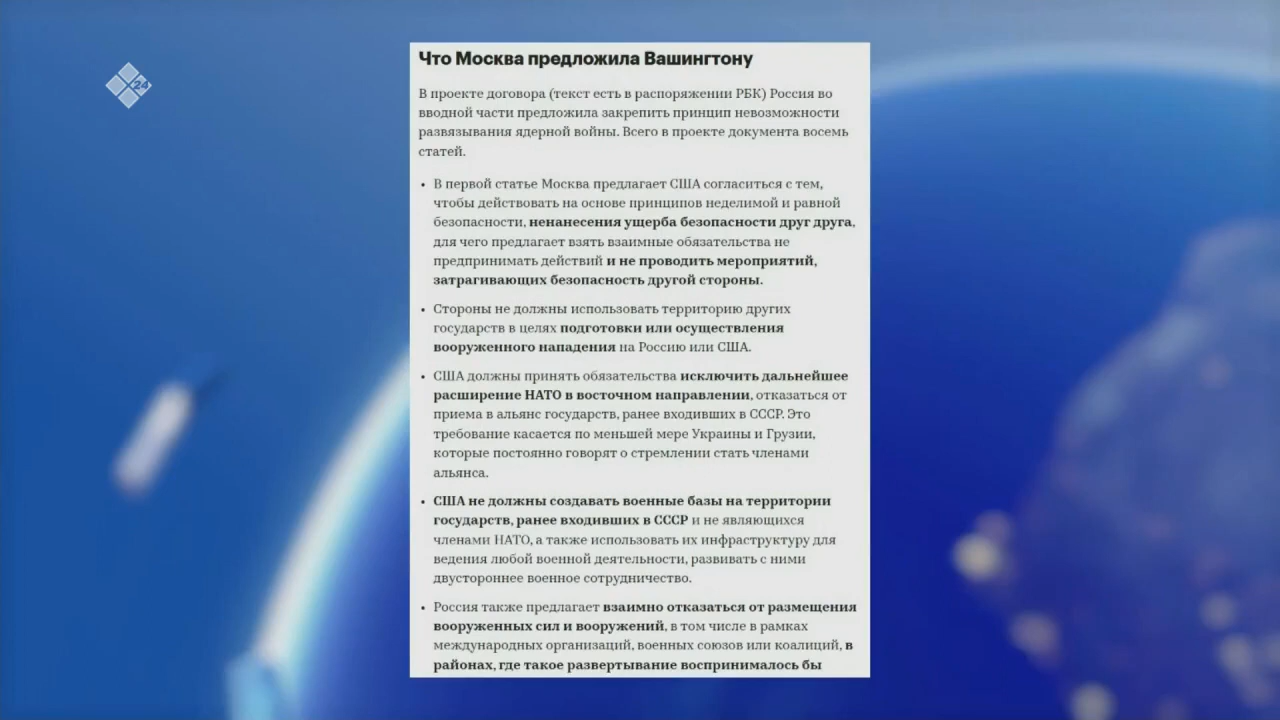 24
Что Москва предложила Вашингтону
В проекте договора (текст есть в распоряжении РБК) Россия во
вводной части предложила закрепить принцип невозможности
развязывания ядерной войны. Всего в проекте документа восемь
статей.
• В первой статье Москва предлагает США согласиться с тем,
чтобы действовать на основе принципов неделимой и равной
безопасности, ненанесения ущерба безопасности друг друга,
для чего предлагает взять взаимные обязательства не
предпринимать действий и не проводить мероприятий,
затрагивающих безопасность другой стороны.
• Стороны не должны использовать территорию других
государств в целях подготовки или осуществления
вооруженного нападения на Россию или США.
• США должны принять обязательства исключить дальнейшее
расширение НАТО в восточном направлении, отказаться от
приема в альянс государств, ранее входивших в СССР. Это
требование касается по меньшей мере Украины и Грузии,
которые постоянно говорят о стремлении стать членами
альянса.
• США не должны создавать военные базы на территории
государств, ранее входивших в СССР и не являющихся
членами НАТО, а также использовать их инфраструктуру для
ведения любой военной деятельности, развивать с ними
двустороннее военное сотрудничество.
• Россия также предлагает взаимно отказаться от размещения
вооруженных сил и вооружений, в том числе в рамках
международных организаций, военных союзов или коалиций, в
районах, где такое развертывание воспринималось бы